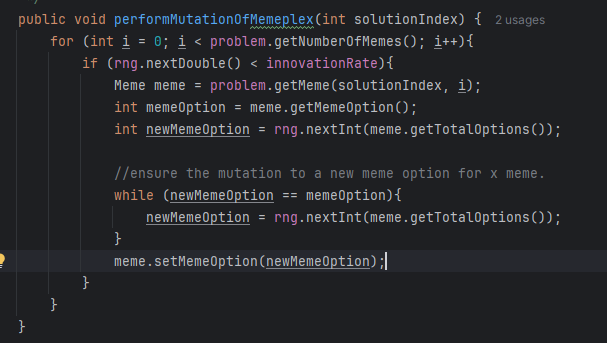 public void performMutationOfMemeplex(int solutionIndex) { 2 usages
for (int i = 0; i < problem.getNumberOfMemes(); i++){
if (rng.nextDouble() < innovationRate){
Meme meme = problem.getMeme(solutionIndex, i);
int memeOption = meme.getMemeOption();
int newMemeOption = rng.nextInt(meme.getTotalOptions());
//ensure the mutation to a new meme option for x meme.
while (newMemeOption == memeOption){
newMemeOption = rng.nextInt(meme.getTotalOptions());
}
meme.setMemeOption(newMemeOption);
}
}
}